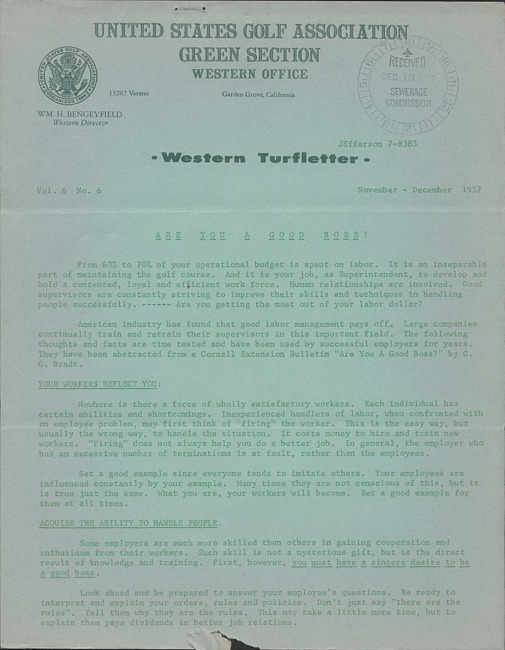 UNITED STATES GOLF ASSOCIATION
GREEN SECTION
WESTERN OFFICE
13267 Verano
Garden Grove, California
WM. H. BENGEYFIELD
Western Director
RECEIVED
DEC 13
SEWERAGE
COMMISSION
JEfferson 7-8385
• Western Turfletter •
Vol. 6 No. 6
November - December 1957
ARE YOU A GOOD BOSS?
From 60% to 70% of your operational budget is spent on labor. It is an inseparable
part of maintaining the golf course. And it is your job, as Superintendent, to develop and
hold a contented, loyal and efficient work force. Human relationships are involved. Good
supervisors are constantly striving to improve their skills and techniques in handling
people successfully. ------ Are you getting the most out of your labor dollar?
American industry has found that good labor management pays off. Large companies
continually train and retrain their supervisors in this important field. The following
thoughts and facts are time tested and have been used by successful employers for years.
They have been abstracted from a Cornell Extension Bulletin "Are You A Good Boss?" by C.
G. Bradt.
YOUR WORKERS REFLECT YOU:
Nowhere is there a force of wholly satisfactory workers. Each individual has
certain abilities and shortcomings. Inexperienced handlers of labor, when confronted with
an employee problem, may first think of "firing" the worker. This is the easy way, but
usually the wrong way, to handle the situation. It costs money to hire and train new
workers. "Firing" does not always help you do a better job. In general, the employer who
has an excessive number of terminations is at fault, rather than the employees.
Set a good example since everyone tends to imitate others. Your employees are
influenced constantly by your example. Many times they are not conscious of this, but it
is true just the same. What you are, your workers will become. Set a good example for
them at all times.
ACQUIRE THE ABILITY TO HANDLE PEOPLE:
Some employers are much more skilled than others in gaining cooperation and
enthusiasm from their workers. Such skill is not a mysterious gift, but is the direct
result of knowledge and training. First, however, you must have a sincere desire to be
a good boss.
Look ahead and be prepared to answer your employee's questions. Be ready to
interpret and explain your orders, rules and policies. Don't just say "there are the
rules". Tell them why they are the rules. This may take a little more time, but to
explain them pays dividends in better job relations.